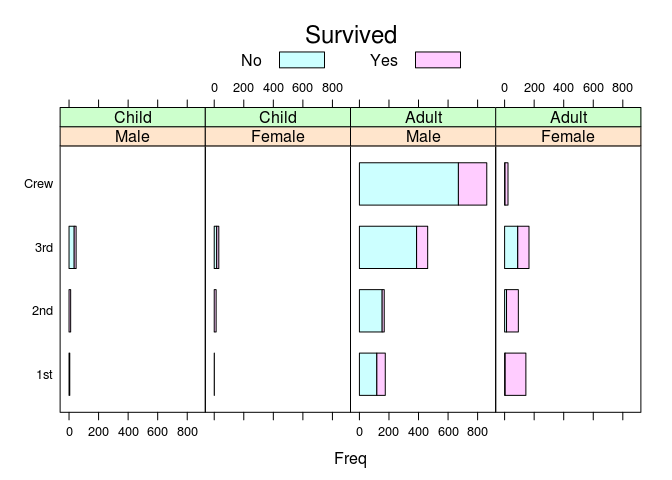 Survived
No Yes
0 200 400 600 800 0 200 400 600 800
Child Child Adult Adult
Male Female Male Female
Crew
3rd
2nd
1st
0 200 400 600 800 0 200 400 600 800
Freq